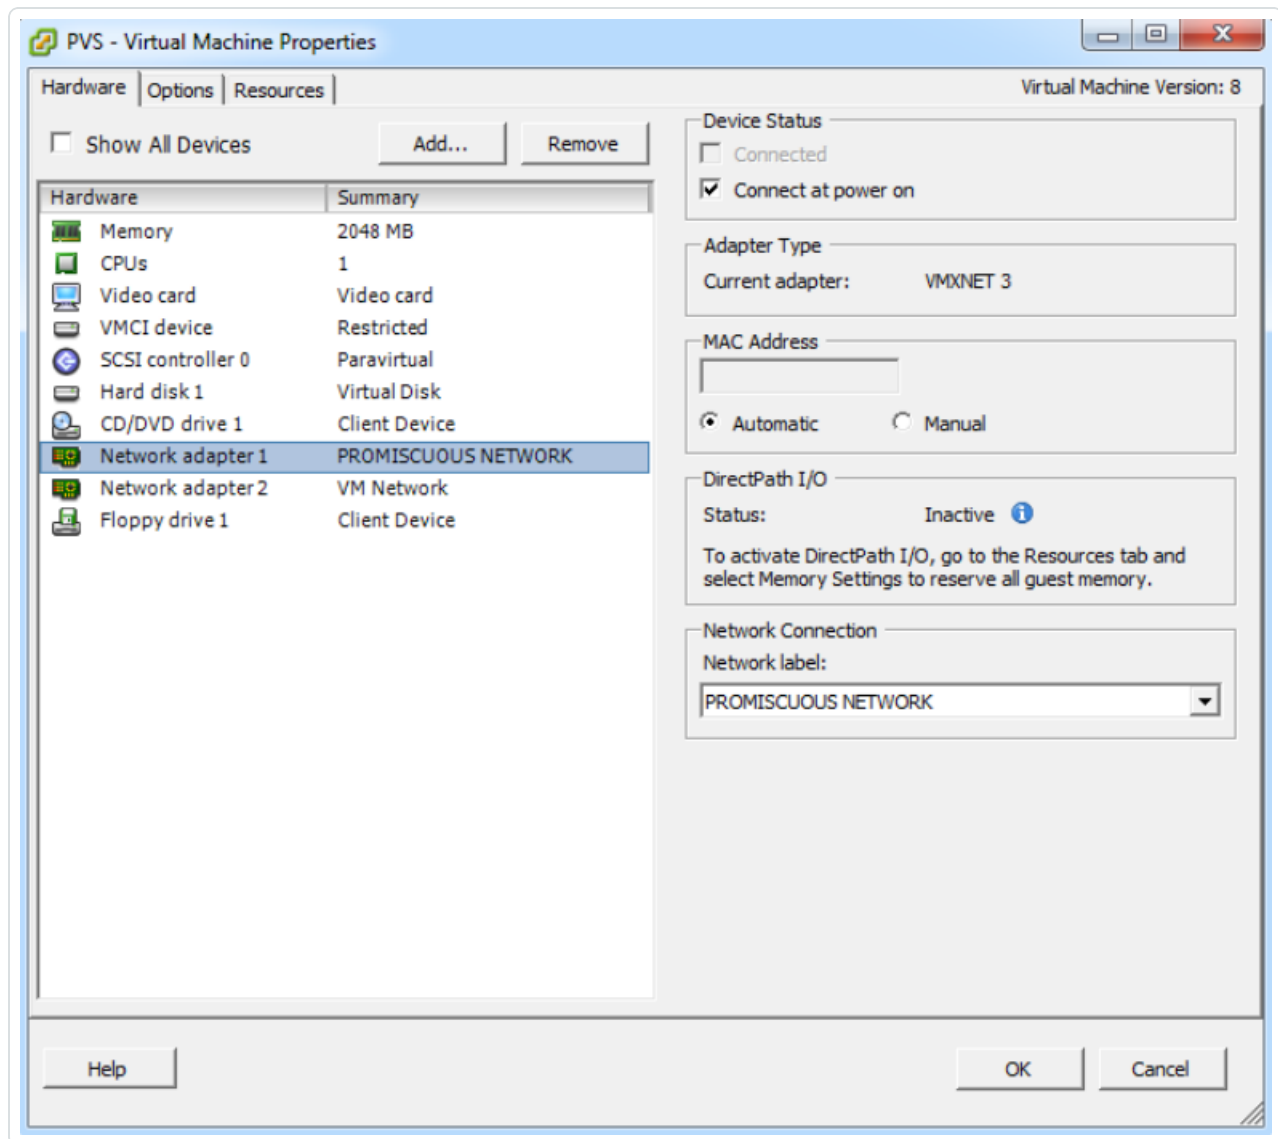 PVS - Virtual Machine Properties
Hardware Options Resources
Virtual Machine Version: 8
Show All Devices Add... Remove
Hardware Summary
Memory 2048 MB
CPUs 1
Video card Video card
VMCI device Restricted
SCSI controller 0 Paravirtual
Hard disk 1 Virtual Disk
CD/DVD drive 1 Client Device
Network adapter 1 PROMISCUOUS NETWORK
Network adapter 2 VM Network
Floppy drive 1 Client Device
Device Status
Connected
Connect at power on
Adapter Type
Current adapter: VMXNET 3
MAC Address
Automatic Manual
DirectPath I/O
Status: Inactive
To activate DirectPath I/O, go to the Resources tab and
select Memory Settings to reserve all guest memory.
Network Connection
Network label:
PROMISCUOUS NETWORK
Help OK Cancel